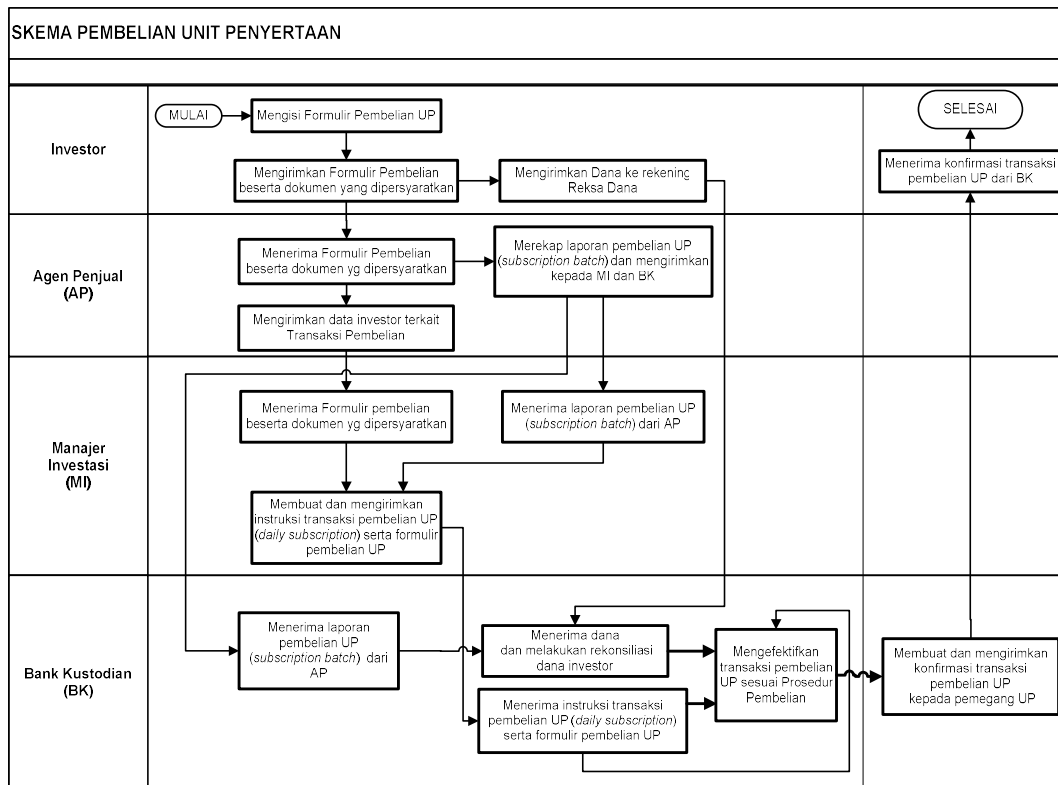 SKEMA PEMBELIAN UNIT PENYERTAAN
Investor
MULAI
Mengisi Formulir Pembelian UP
SELESAI
Mengirimkan Formulir Pembelian
beserta dokumen yang dipersyaratkan
Mengirimkan Dana ke rekening
Reksa Dana
Menerima konfirmasi transaksi
pembelian UP dari BK
Agen Penjual
(AP)
Menerima Formulir Pembelian
beserta dokumen yg dipersyaratkan
Merekap laporan pembelian UP
(subscription batch) dan mengirimkan
kepada MI dan BK
Mengirimkan data investor terkait
Transaksi Pembelian
Manajer
Investasi
(MI)
Menerima Formulir pembelian
beserta dokumen yg dipersyaratkan
Menerima laporan pembelian UP
(subscription batch) dari AP
Membuat dan mengirimkan
instruksi transaksi pembelian UP
(daily subscription) serta formulir
pembelian UP
Bank Kustodian
(BK)
Menerima laporan
pembelian UP
(subscription batch) dari
AP
Menerima dana
dan melakukan rekonsiliasi
dana investor
Mengefektifkan
transaksi pembelian
UP sesuai Prosedur
Pembelian
Membuat dan mengirimkan
konfirmasi transaksi
pembelian UP
kepada pemegang UP
Menerima instruksi transaksi
pembelian UP (daily subscription)
serta formulir pembelian UP